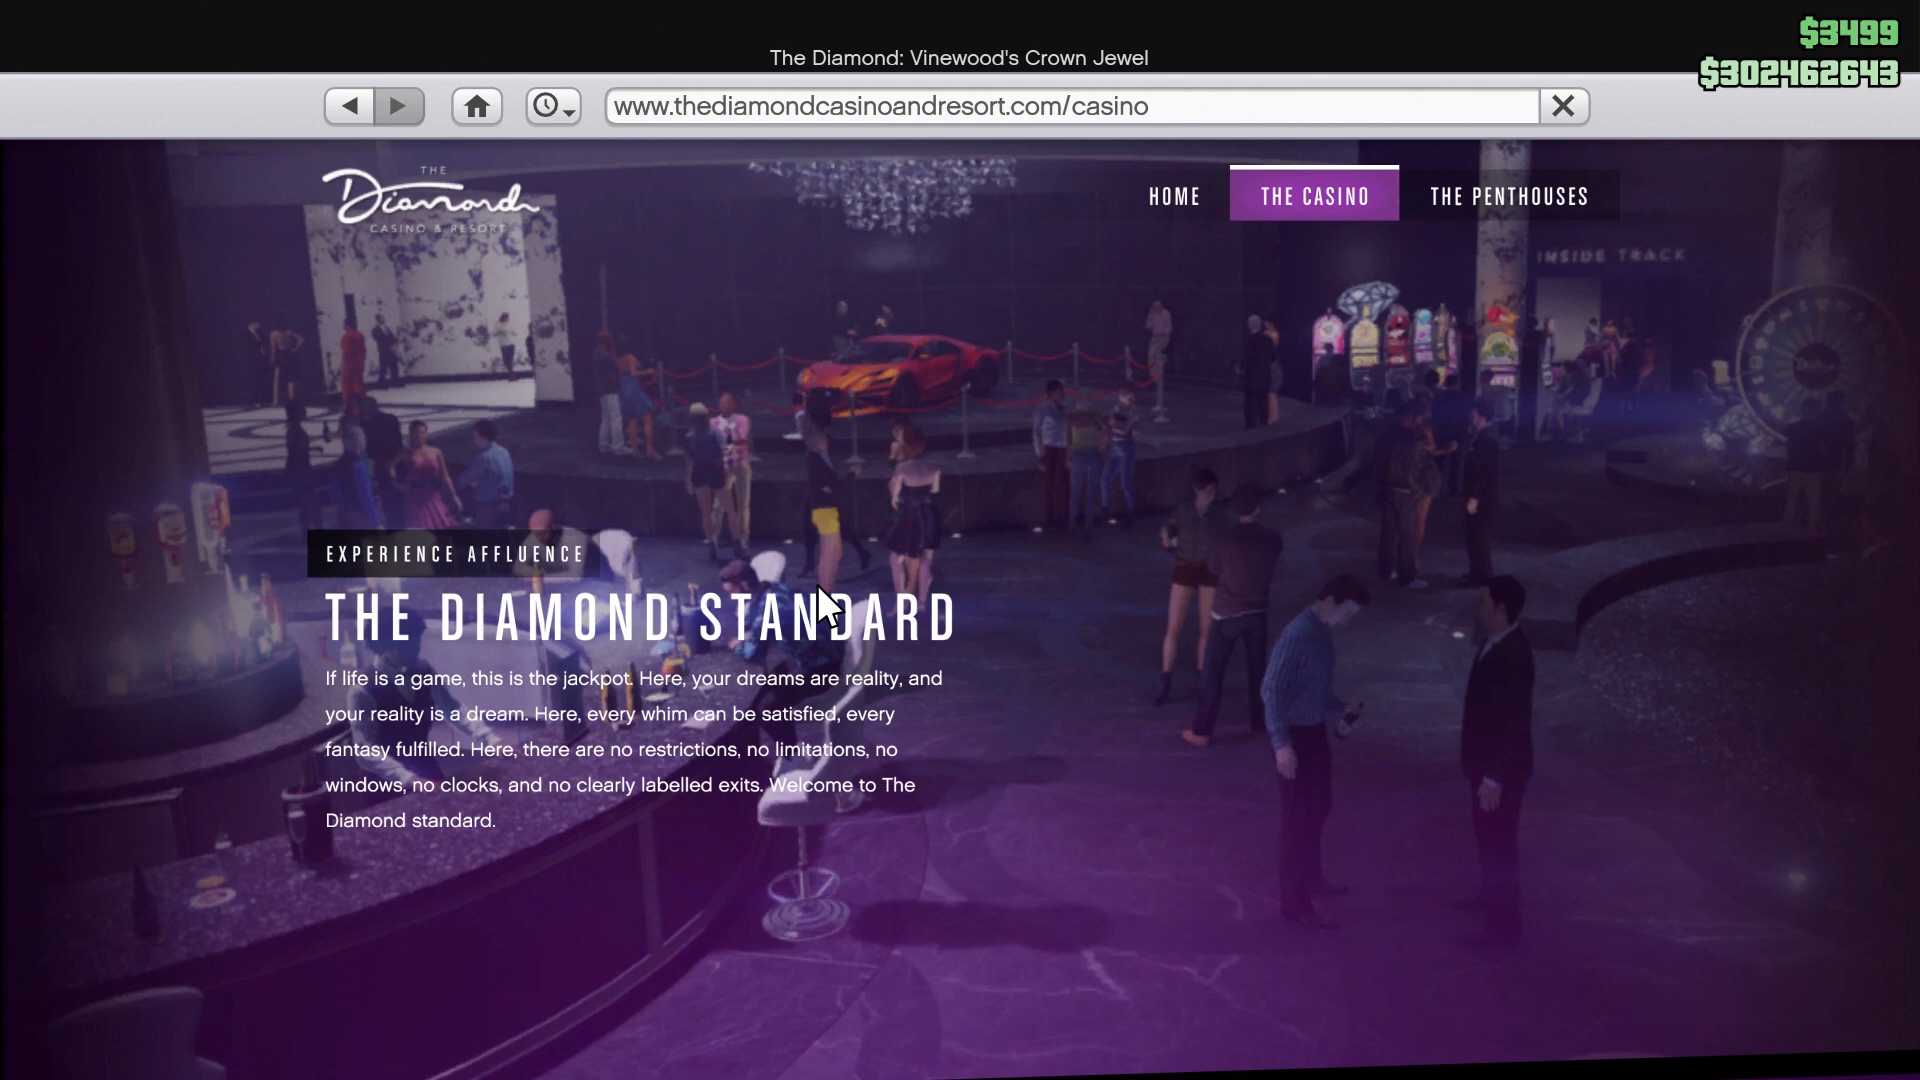 $3499
The Diamond: Vinewood's Crown Jewel
$302462643
www.thediamondcasinoandresort.com/casino
THE
Diamond
CASINO & RESORT
HOME
THE CASINO
THE PENTHOUSES
INSIDE TRACK
EXPERIENCE AFFLUENCE
THE DIAMOND STANDARD
If life is a game, this is the jackpot. Here, your dreams are reality, and
your reality is a dream. Here, every whim can be satisfied, every
fantasy fulfilled. Here, there are no restrictions, no limitations, no
windows, no clocks, and no clearly labelled exits. Welcome to The
Diamond standard.